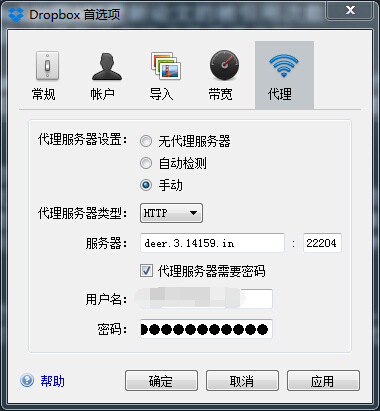 Dropbox 首选项
常规 帐户 导入 带宽 代理
代理服务器设置: 无代理服务器
自动检测
手动
代理服务器类型: HTTP
服务器: deer.3.14159.in : 22204
代理服务器需要密码
用户名:
密码: ●●●●●●●●●●●
帮助 确定 取消 应用